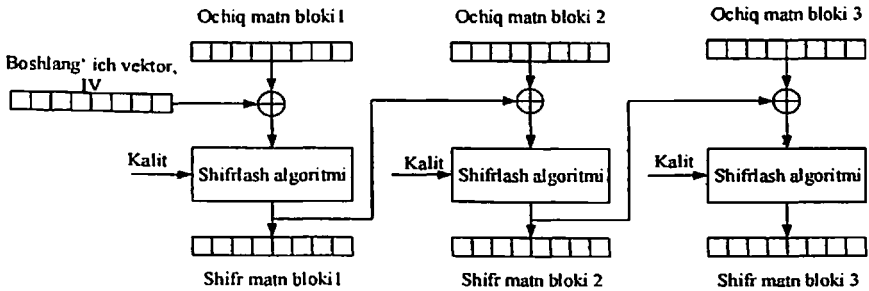 Ochiq matn bloki 1
Ochiq matn bloki 2
Ochiq matn bloki 3
Boshlang‘ ich vektor,
IV
Kalit
Shifrlash algoritmi
Kalit
Shifrlash algoritmi
Kalit
Shifrlash algoritmi
Shifr matn bloki 1
Shifr matn bloki 2
Shifr matn bloki 3